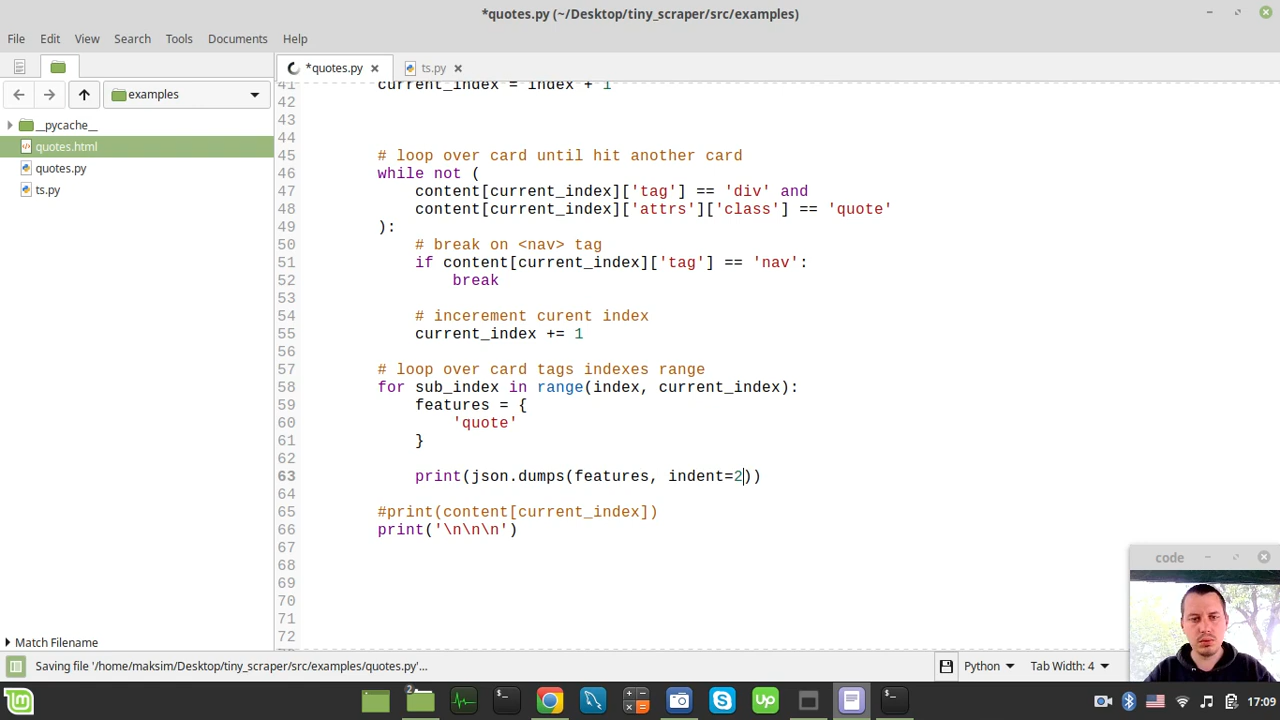 *quotes.py (~/Desktop/tiny_scraper/src/examples)
File Edit View Search Tools Documents Help
*quotes.py
ts.py
examples
__pycache__
quotes.html
quotes.py
ts.py
41 current_index = index + 1
42
43
44
45 # loop over card until hit another card
46 while not (
47 content[current_index]['tag'] == 'div' and
48 content[current_index]['attrs']['class'] == 'quote'
49 ):
50 # break on <nav> tag
51 if content[current_index]['tag'] == 'nav':
52 break
53
54 # incerement curent index
55 current_index += 1
56
57 # loop over card tags indexes range
58 for sub_index in range(index, current_index):
59 features = {
60 'quote'
61 }
62
63 print(json.dumps(features, indent=2))
64
65 #print(content[current_index])
66 print('\n\n\n')
67
68
69
70
71
72
code
Match Filename
Saving file '/home/maksim/Desktop/tiny_scraper/src/examples/quotes.py'...
Python
Tab Width: 4
2
17:09